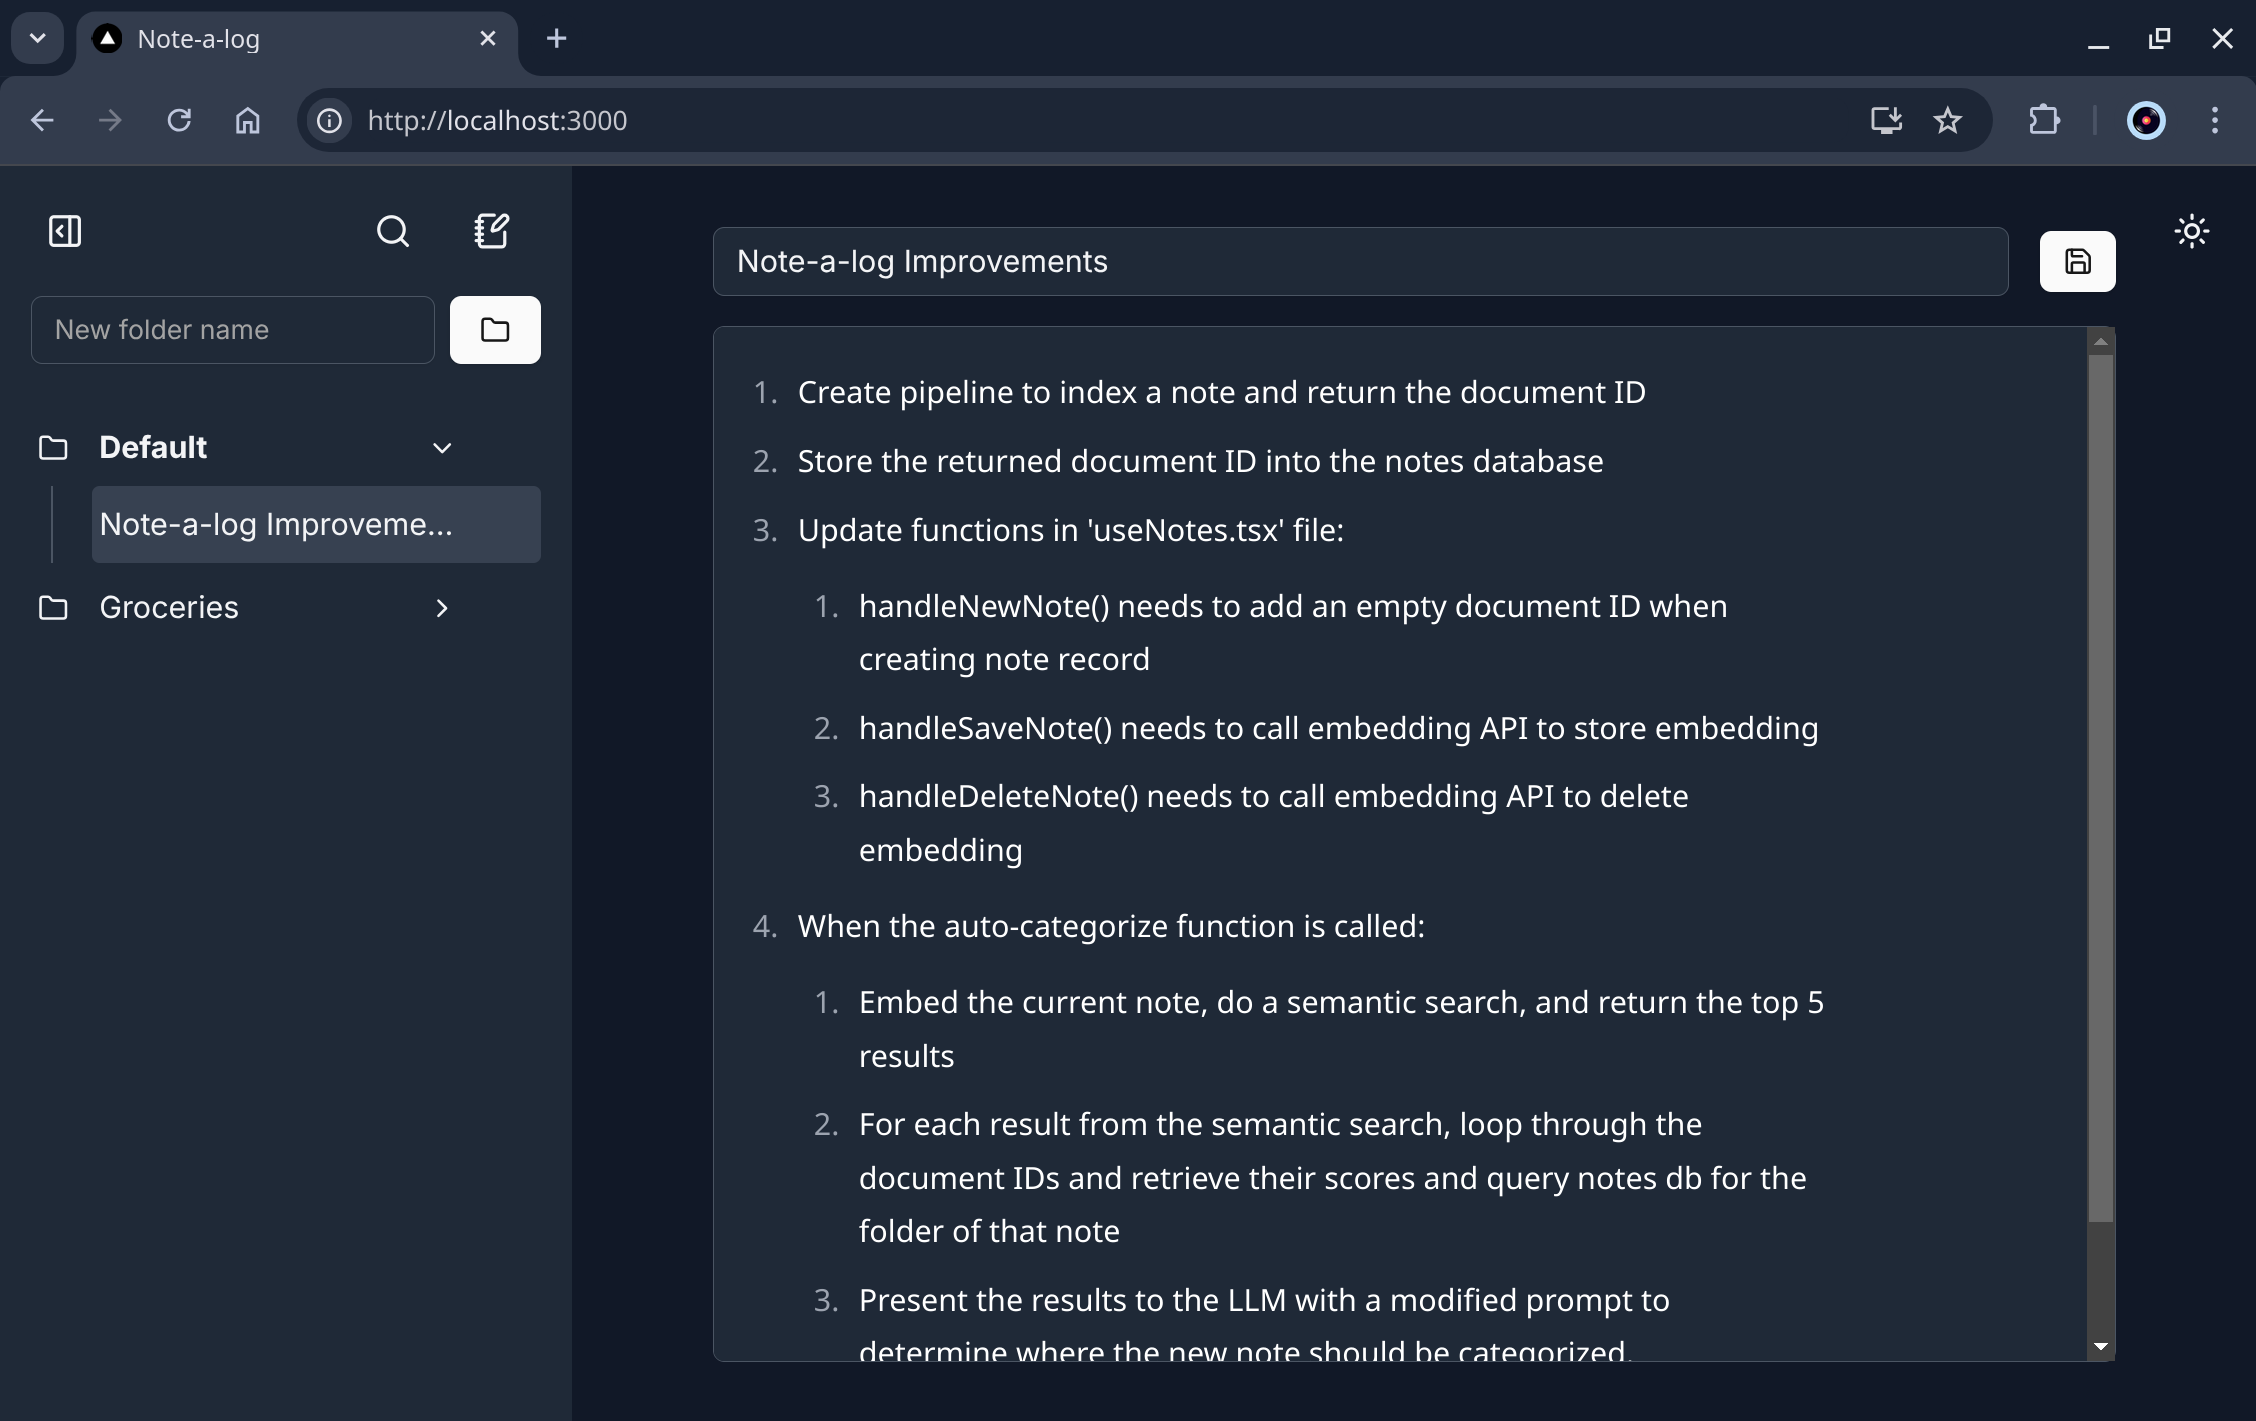 Note-a-log
http://localhost:3000
New folder name
Default
Note-a-log Improveme...
Groceries
Note-a-log Improvements
1. Create pipeline to index a note and return the document ID
2. Store the returned document ID into the notes database
3. Update functions in 'useNotes.tsx' file:
1. handleNewNote() needs to add an empty document ID when
creating note record
2. handleSaveNote() needs to call embedding API to store embedding
3. handleDeleteNote() needs to call embedding API to delete
embedding
4. When the auto-categorize function is called:
1. Embed the current note, do a semantic search, and return the top 5
results
2. For each result from the semantic search, loop through the
document IDs and retrieve their scores and query notes db for the
folder of that note
3. Present the results to the LLM with a modified prompt to
determine where the new note should be categorized.